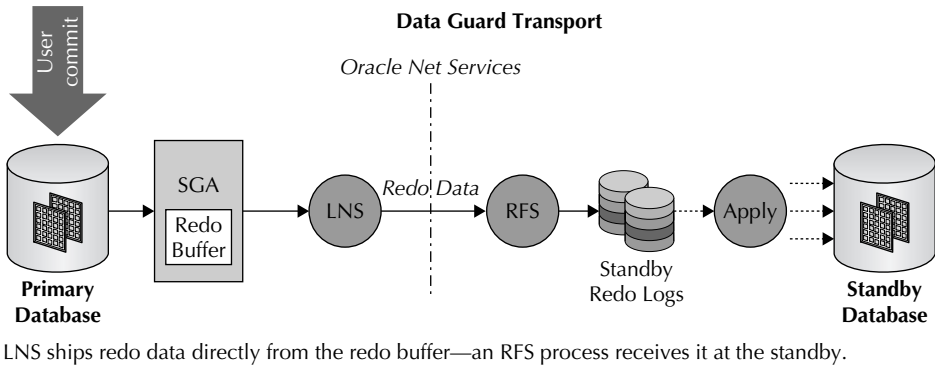 Data Guard Transport
User
commit
Oracle Net Services
SGA
Redo
Buffer
LNS
Redo Data
RFS
Apply
Standby
Redo Logs
Primary
Database
Standby
Database
LNS ships redo data directly from the redo buffer—an RFS process receives it at the standby.